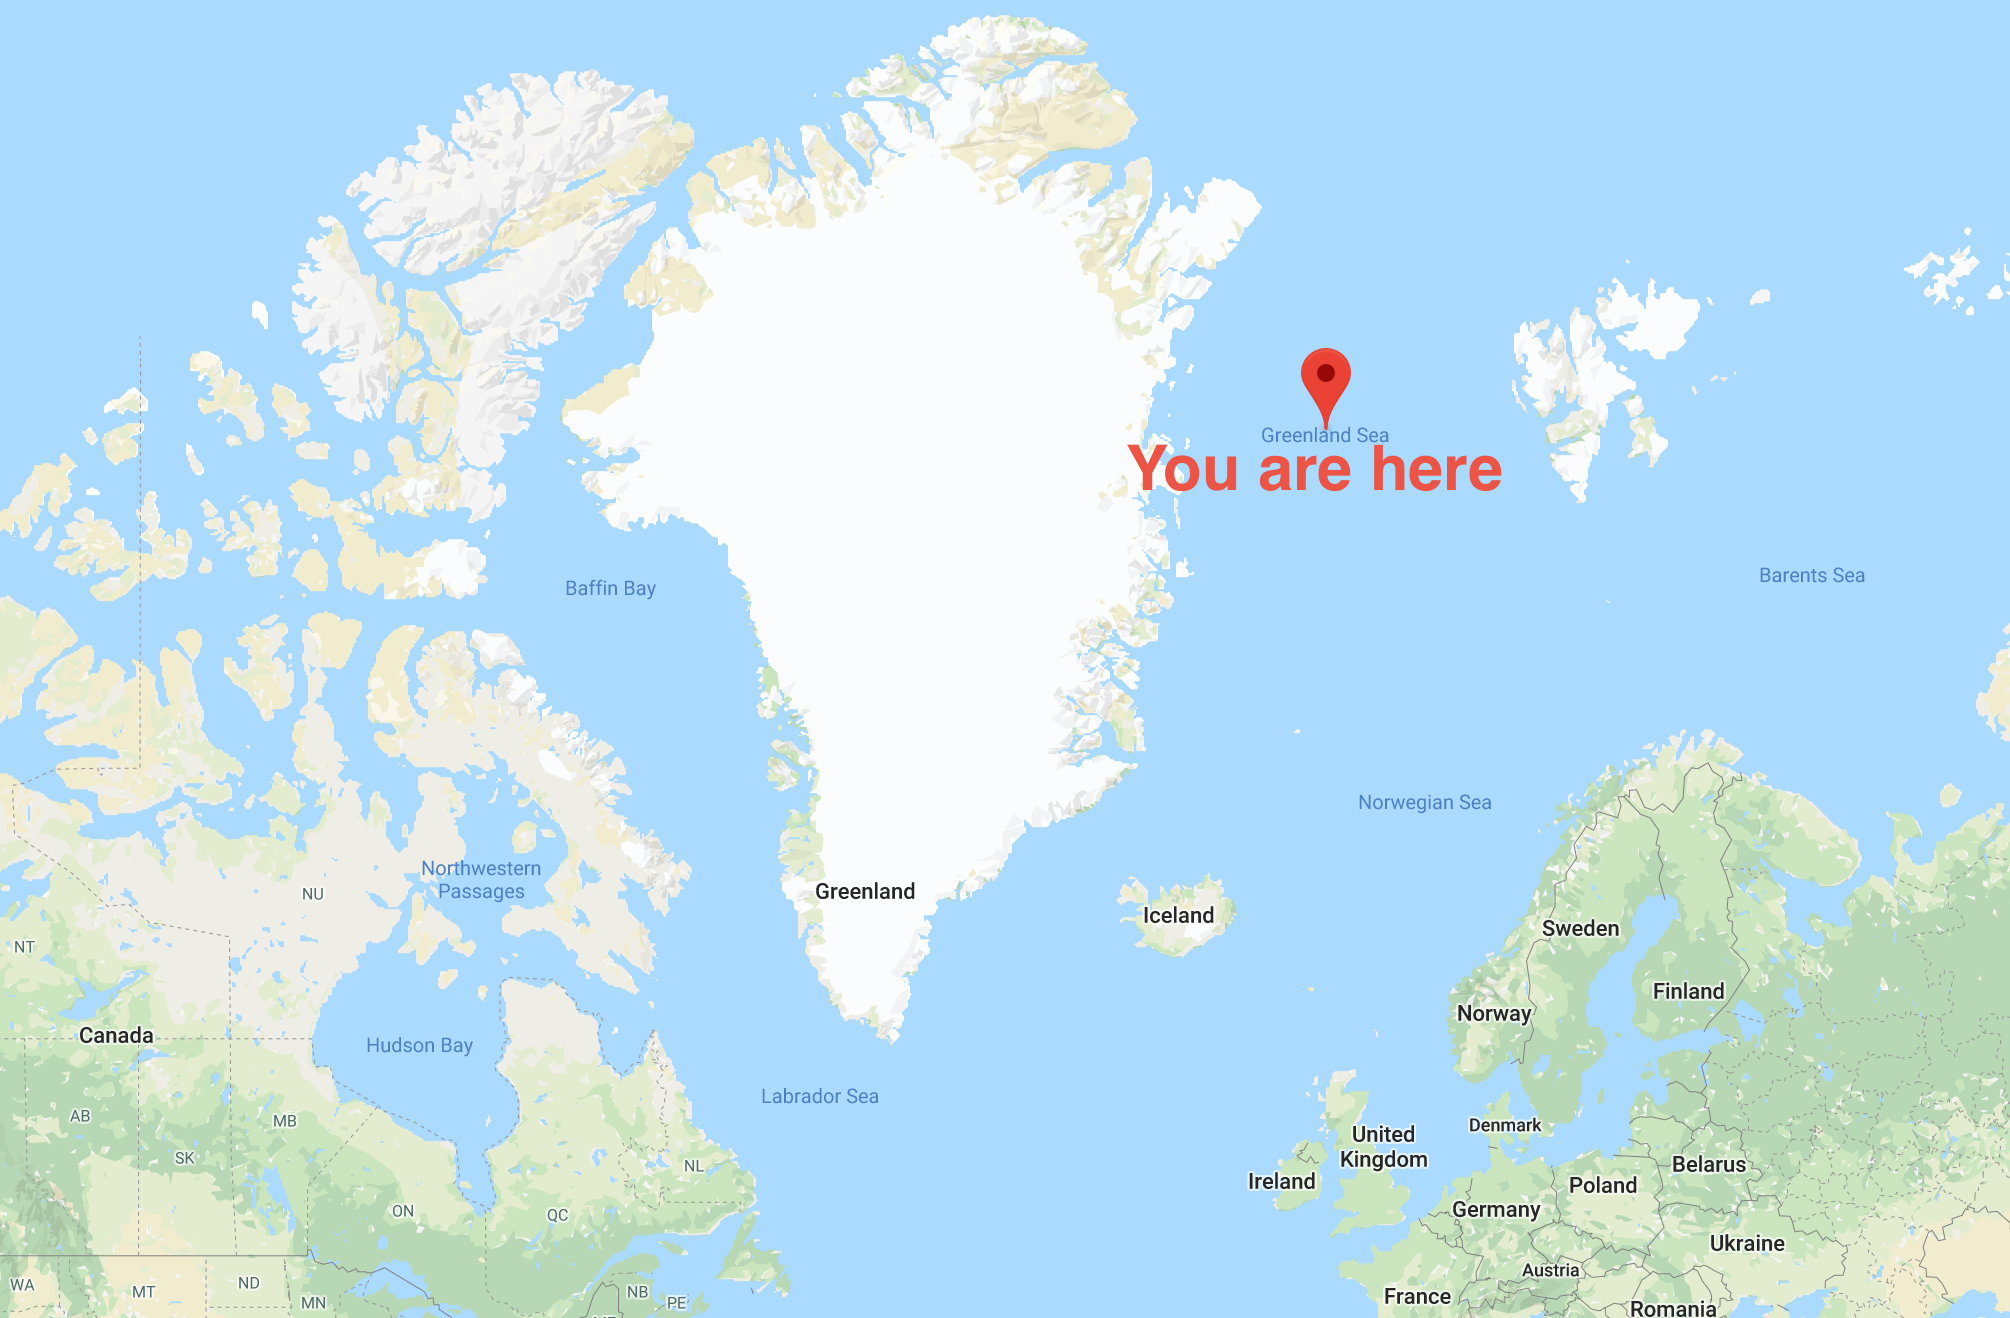 Greenland Sea
You are here
Baffin Bay
Barents Sea
Norwegian Sea
Northwestern
Passages
NU
Greenland
Iceland
Sweden
NT
Finland
Norway
Canada
Hudson Bay
Labrador Sea
AB
MB
Denmark
United
Kingdom
SK
NL
Belarus
Ireland
Poland
ON
QC
Germany
Ukraine
Austria
WA
MT
ND
MN
NB
PE
France
Romania